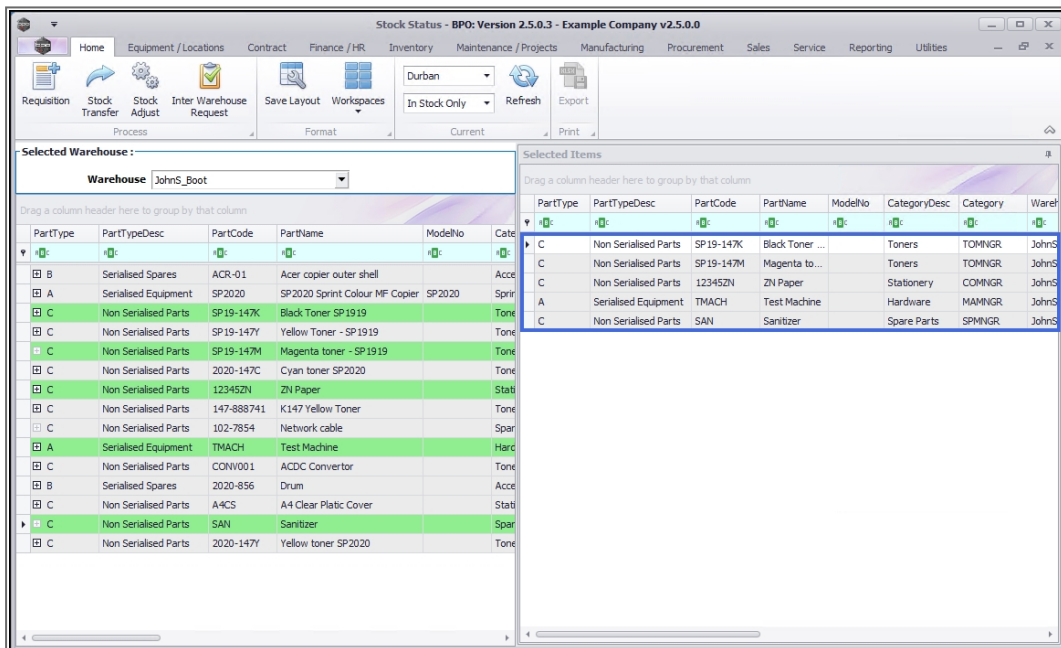 Stock Status - BPO: Version 2.5.0.3 - Example Company v2.5.0.0
Home Equipment / Locations Contract Finance / HR Inventory Maintenance / Projects Manufacturing Procurement Sales Service Reporting Utilities
Requisition Stock Transfer Stock Adjust Inter Warehouse Request Save Layout Workspaces Durban In Stock Only Refresh Export
Process Format Current Print
Selected Warehouse :
Warehouse JohnS_Boot
Drag a column header here to group by that column
PartType PartTypeDesc PartCode PartName ModelNo Cate
B Serialised Spares ACR-01 Acer copier outer shell Acce
A Serialised Equipment SP2020 SP2020 Sprint Colour MF Copier SP2020 Sprin
C Non Serialised Parts SP19-147K Black Toner SP1919 Tone
C Non Serialised Parts SP19-147Y Yellow Toner - SP1919 Tone
C Non Serialised Parts SP19-147M Magenta toner - SP1919 Tone
C Non Serialised Parts 2020-147C Cyan toner SP2020 Tone
C Non Serialised Parts 12345ZN ZN Paper Stati
C Non Serialised Parts 147-888741 K147 Yellow Toner Tone
C Non Serialised Parts 102-7854 Network cable Spar
A Serialised Equipment TMACH Test Machine Hard
C Non Serialised Parts CONV001 ACDC Convertor Tone
B Serialised Spares 2020-856 Drum Acce
C Non Serialised Parts A4CS A4 Clear Platic Cover Stati
C Non Serialised Parts SAN Sanitizer Spar
C Non Serialised Parts 2020-147Y Yellow toner SP2020 Tone
Selected Items
Drag a column header here to group by that column
PartType PartTypeDesc PartCode PartName ModelNo CategoryDesc Category Wareh
C Non Serialised Parts SP19-147K Black Toner ... Toners TOMNGR JohnS
C Non Serialised Parts SP19-147M Magenta to... Toners TOMNGR JohnS
C Non Serialised Parts 12345ZN ZN Paper Stationery COMNGR JohnS
A Serialised Equipment TMACH Test Machine Hardware MAMNGR JohnS
C Non Serialised Parts SAN Sanitizer Spare Parts SPMNGR JohnS